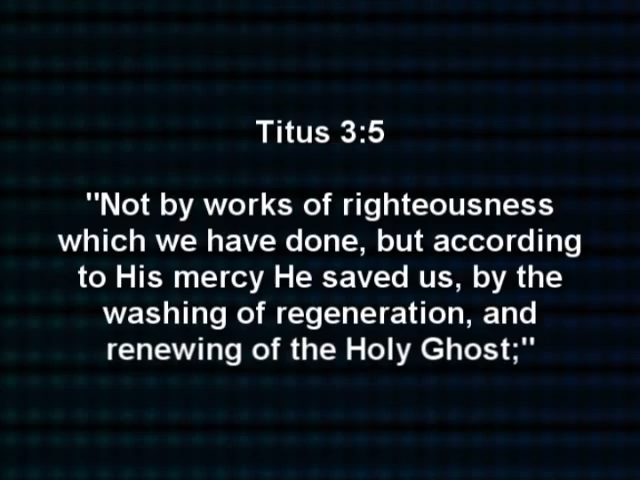 Titus 3:5
"Not by works of righteousness
which we have done, but according
to His mercy He saved us, by the
washing of regeneration, and
renewing of the Holy Ghost;"